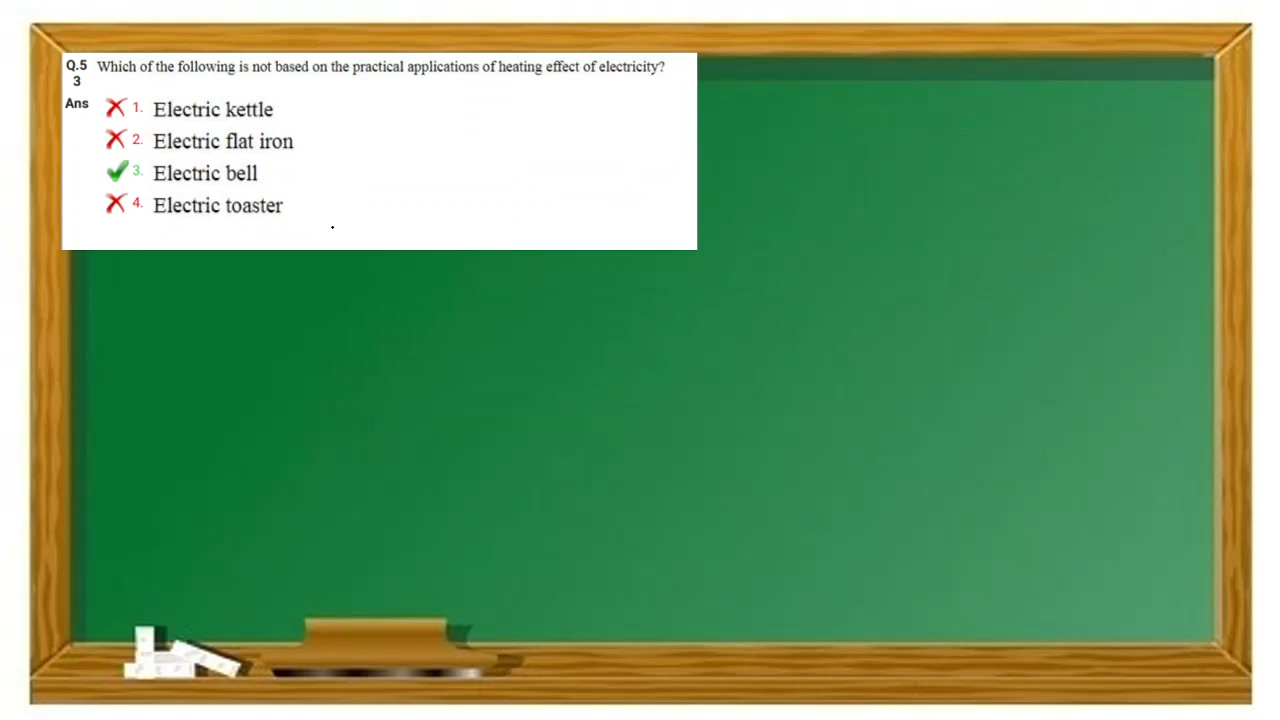 Q.5 Which of the following is not based on the practical applications of heating effect of electricity?
3
Ans 1. Electric kettle
2. Electric flat iron
3. Electric bell
4. Electric toaster